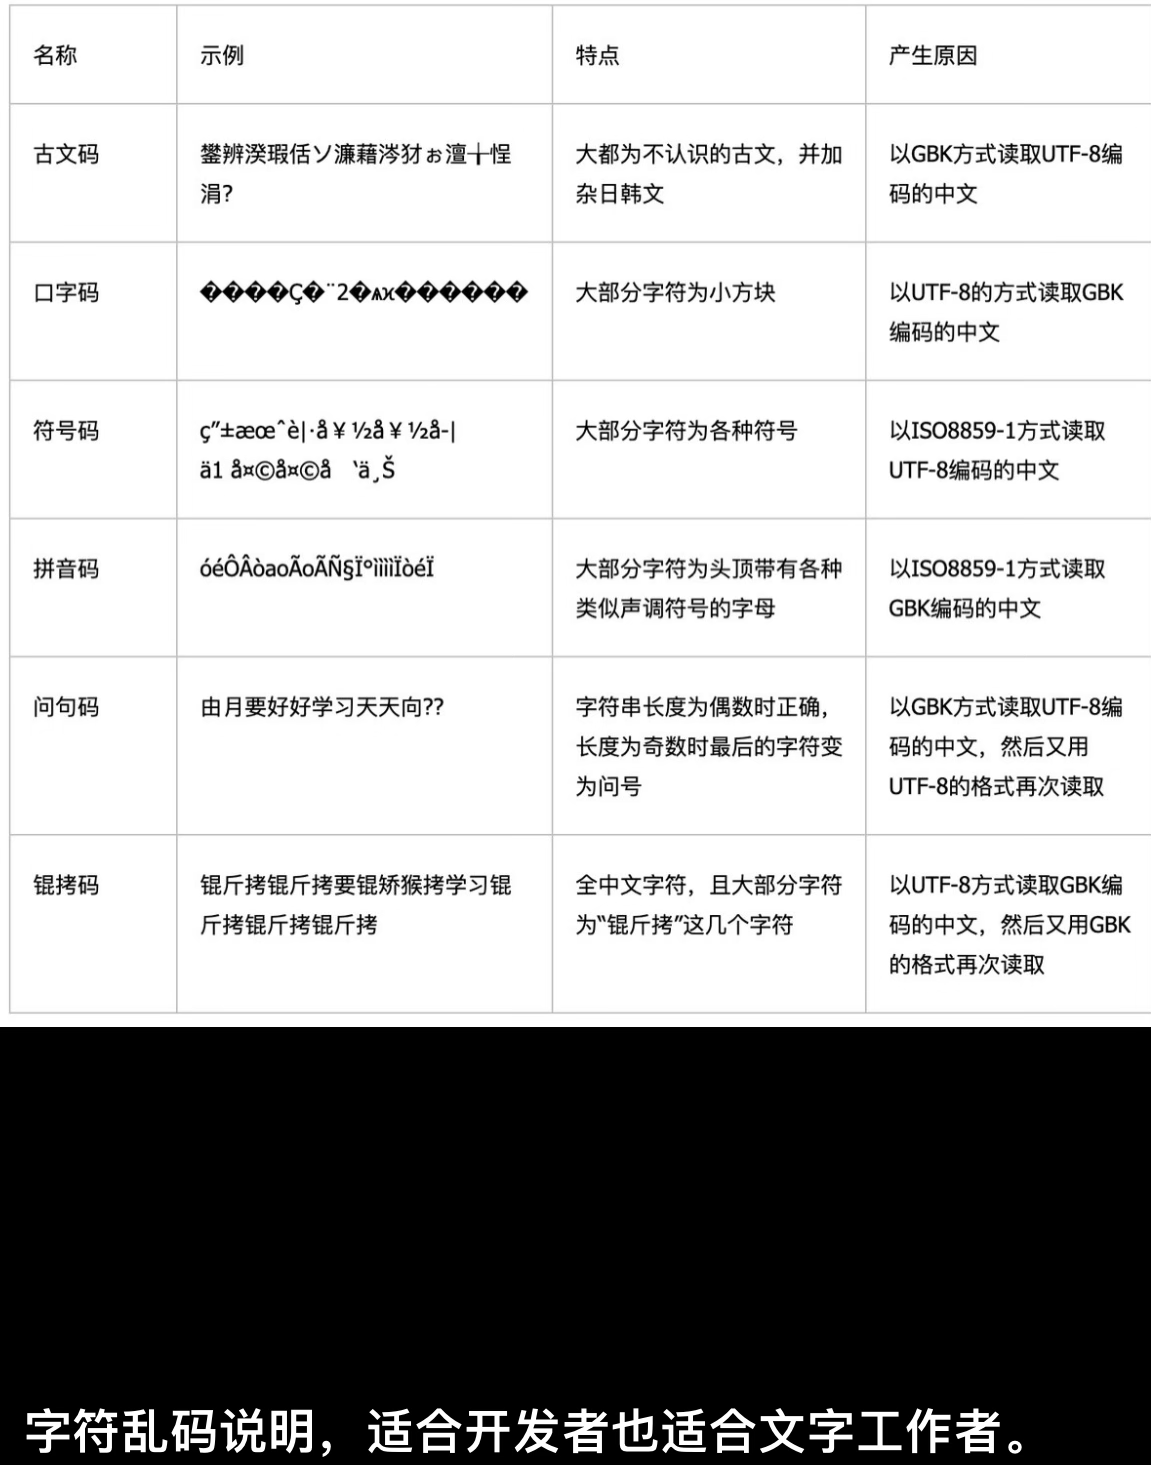 名称 示例 特点 产生原因
古文码 鐢辨湀瑕佸ソ濂藉涔犲ぉ澶╁悜 大都为不认识的古文，并加 以GBK方式读取UTF-8编
涓? 杂日韩文 码的中文
口字码 ����Ç�¨2�ѧϰ������ 大部分字符为小方块 以UTF-8的方式读取GBK
编码的中文
符号码 ç”±æœˆè¦·å¥½å¥½å-¦ 大部分字符为各种符号 以ISO8859-1方式读取
ä1 å¤©å¤©å ‘ä¸Š UTF-8编码的中文
拼音码 óéÔÂòaoÃoÃÑ§Ï°ììììÏòéÏ 大部分字符为头顶带有各种 以ISO8859-1方式读取
类似声调符号的字母 GBK编码的中文
问句码 由月要好好学习天天向?? 字符串长度为偶数时正确， 以GBK方式读取UTF-8编
长度为奇数时最后的字符变 码的中文，然后又用
为问号 UTF-8的格式再次读取
锟拷码 锟斤拷锟斤拷要锟矫猴拷学习锟 全中文字符，且大部分字符 以UTF-8方式读取GBK编
斤拷锟斤拷锟斤拷 为“锟斤拷”这几个字符 码的中文，然后又用GBK
的格式再次读取
字符乱码说明，适合开发者也适合文字工作者。